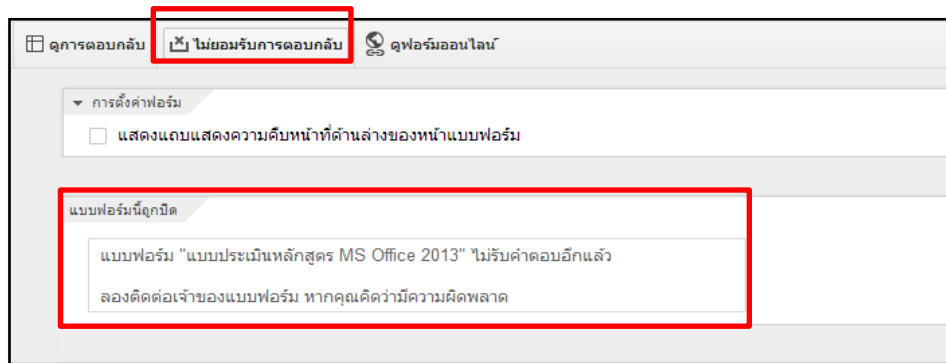 ดูการตอบกลับ ไม่ยอมรับการตอบกลับ ดูฟอร์มออนไลน์
การตั้งค่าฟอร์ม
แสดงแถบแสดงความคืบหน้าที่ด้านล่างของหน้าแบบฟอร์ม
แบบฟอร์มนี้ถูกปิด
แบบฟอร์ม "แบบประเมินหลักสูตร MS Office 2013" ไม่รับคำตอบอีกแล้ว
ลองติดต่อเจ้าของแบบฟอร์ม หากคุณคิดว่ามีความผิดพลาด